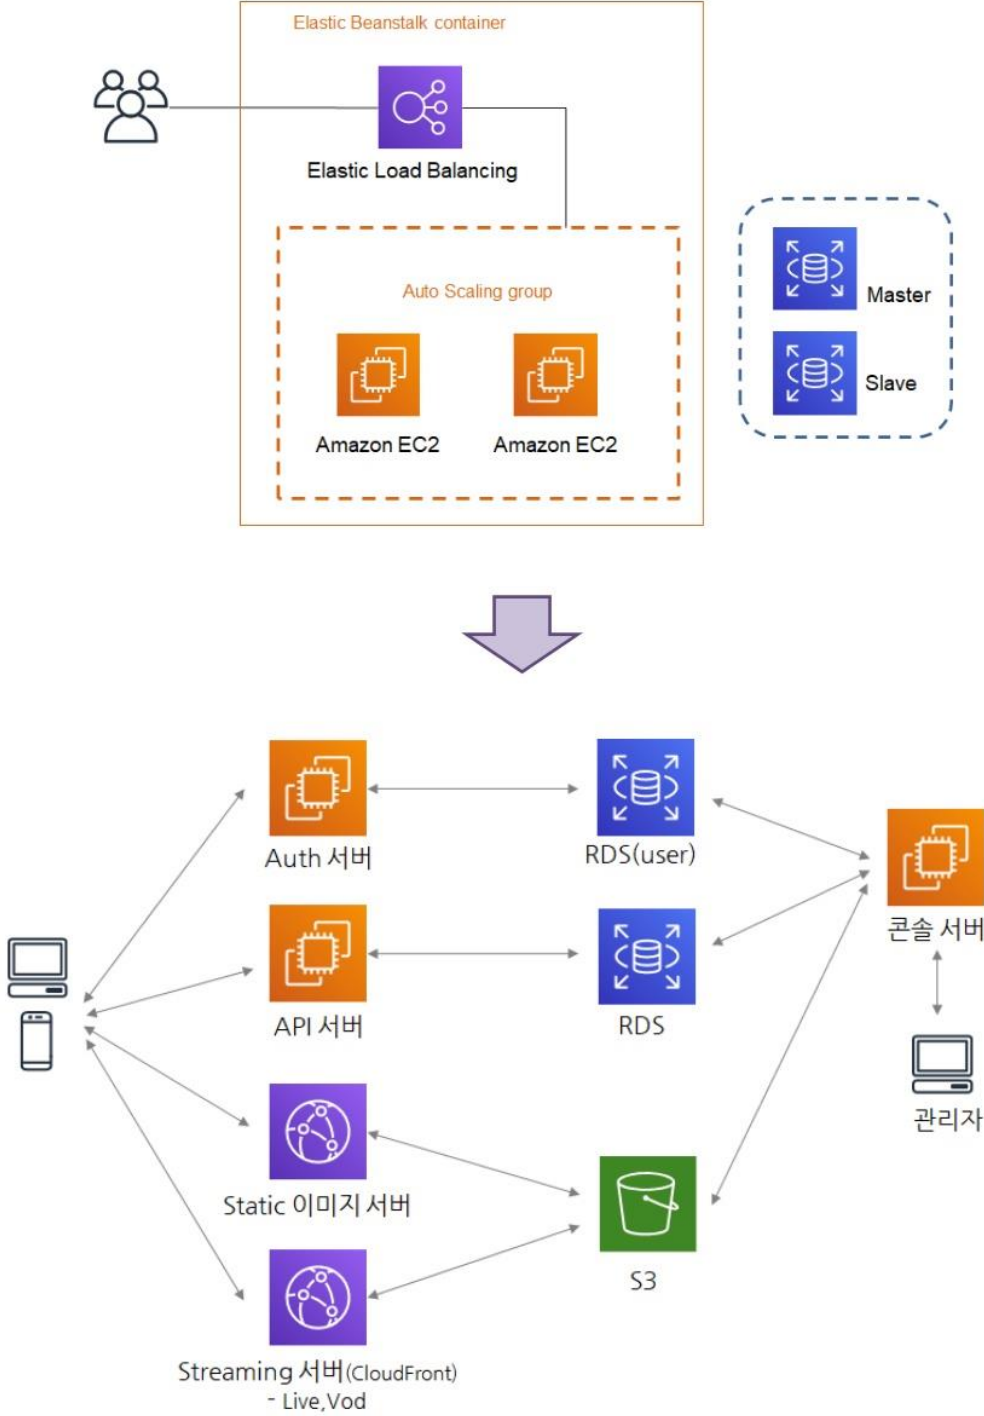 Elastic Beanstalk container
Elastic Load Balancing
Auto Scaling group
Amazon EC2
Amazon EC2
Master
Slave
Auth 서버
RDS(user)
콘솔 서버
API 서버
RDS
관리자
Static 이미지 서버
S3
Streaming 서버(CloudFront)
- Live,Vod